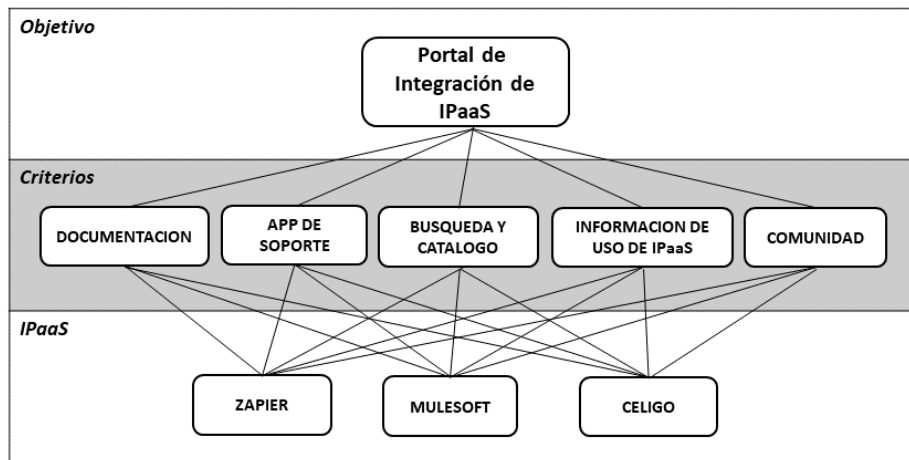 Objetivo
Portal de
Integración de
IPaaS
Criterios
DOCUMENTACION
APP DE
SOPORTE
BUSQUEDA Y
CATALOGO
INFORMACION DE
USO DE IPaaS
COMUNIDAD
IPaaS
ZAPIER
MULESOFT
CELIGO